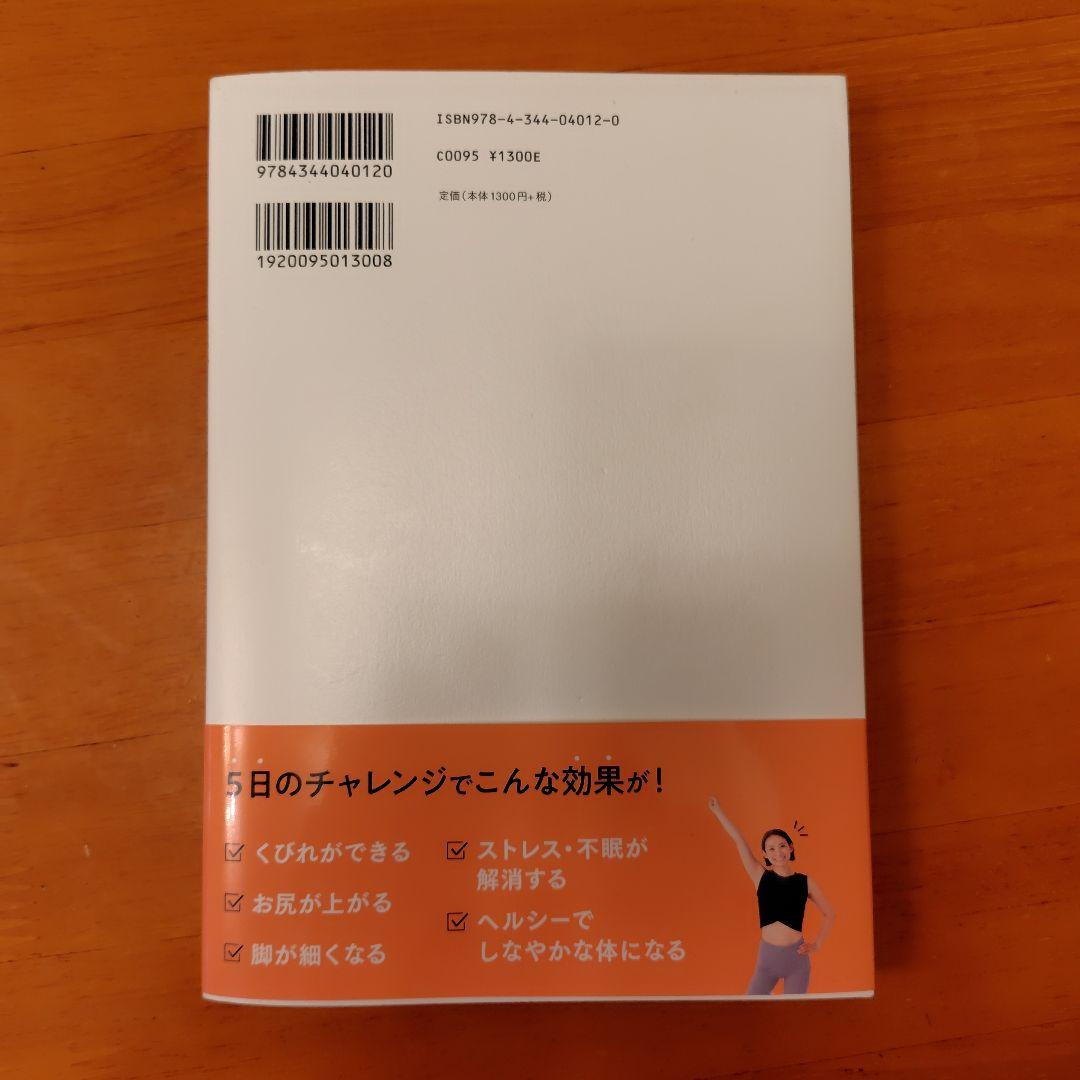 ISBN978-4-344-04012-0
9784344040120
C0095 ¥1300E
定価(本体1300円+税)
1920095013008
5日のチャレンジでこんな効果が!
くびれができる
お尻が上がる
脚が細くなる
ストレス・不眠が
解消する
ヘルシーで
しなやかな体になる